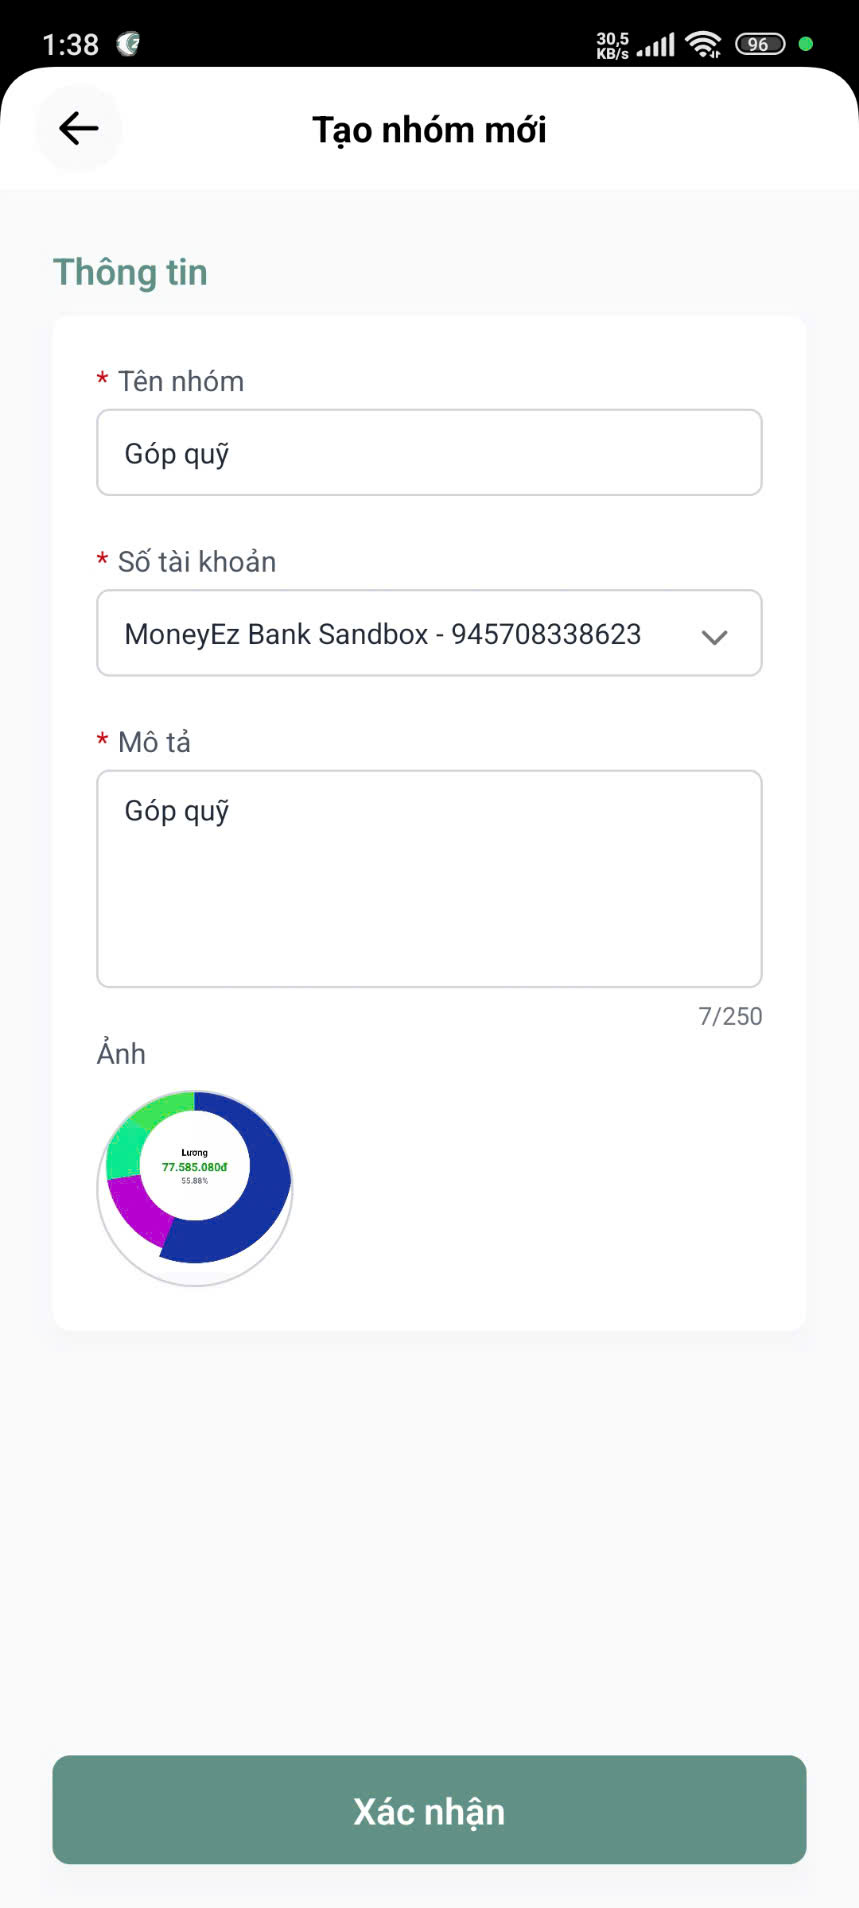 1:38
30,5
KB/s
96
Tạo nhóm mới
Thông tin
* Tên nhóm
Góp quỹ
* Số tài khoản
MoneyEz Bank Sandbox - 945708338623
* Mô tả
Góp quỹ
7/250
Ảnh
Lương
77.585.080đ
55.88%
Xác nhận